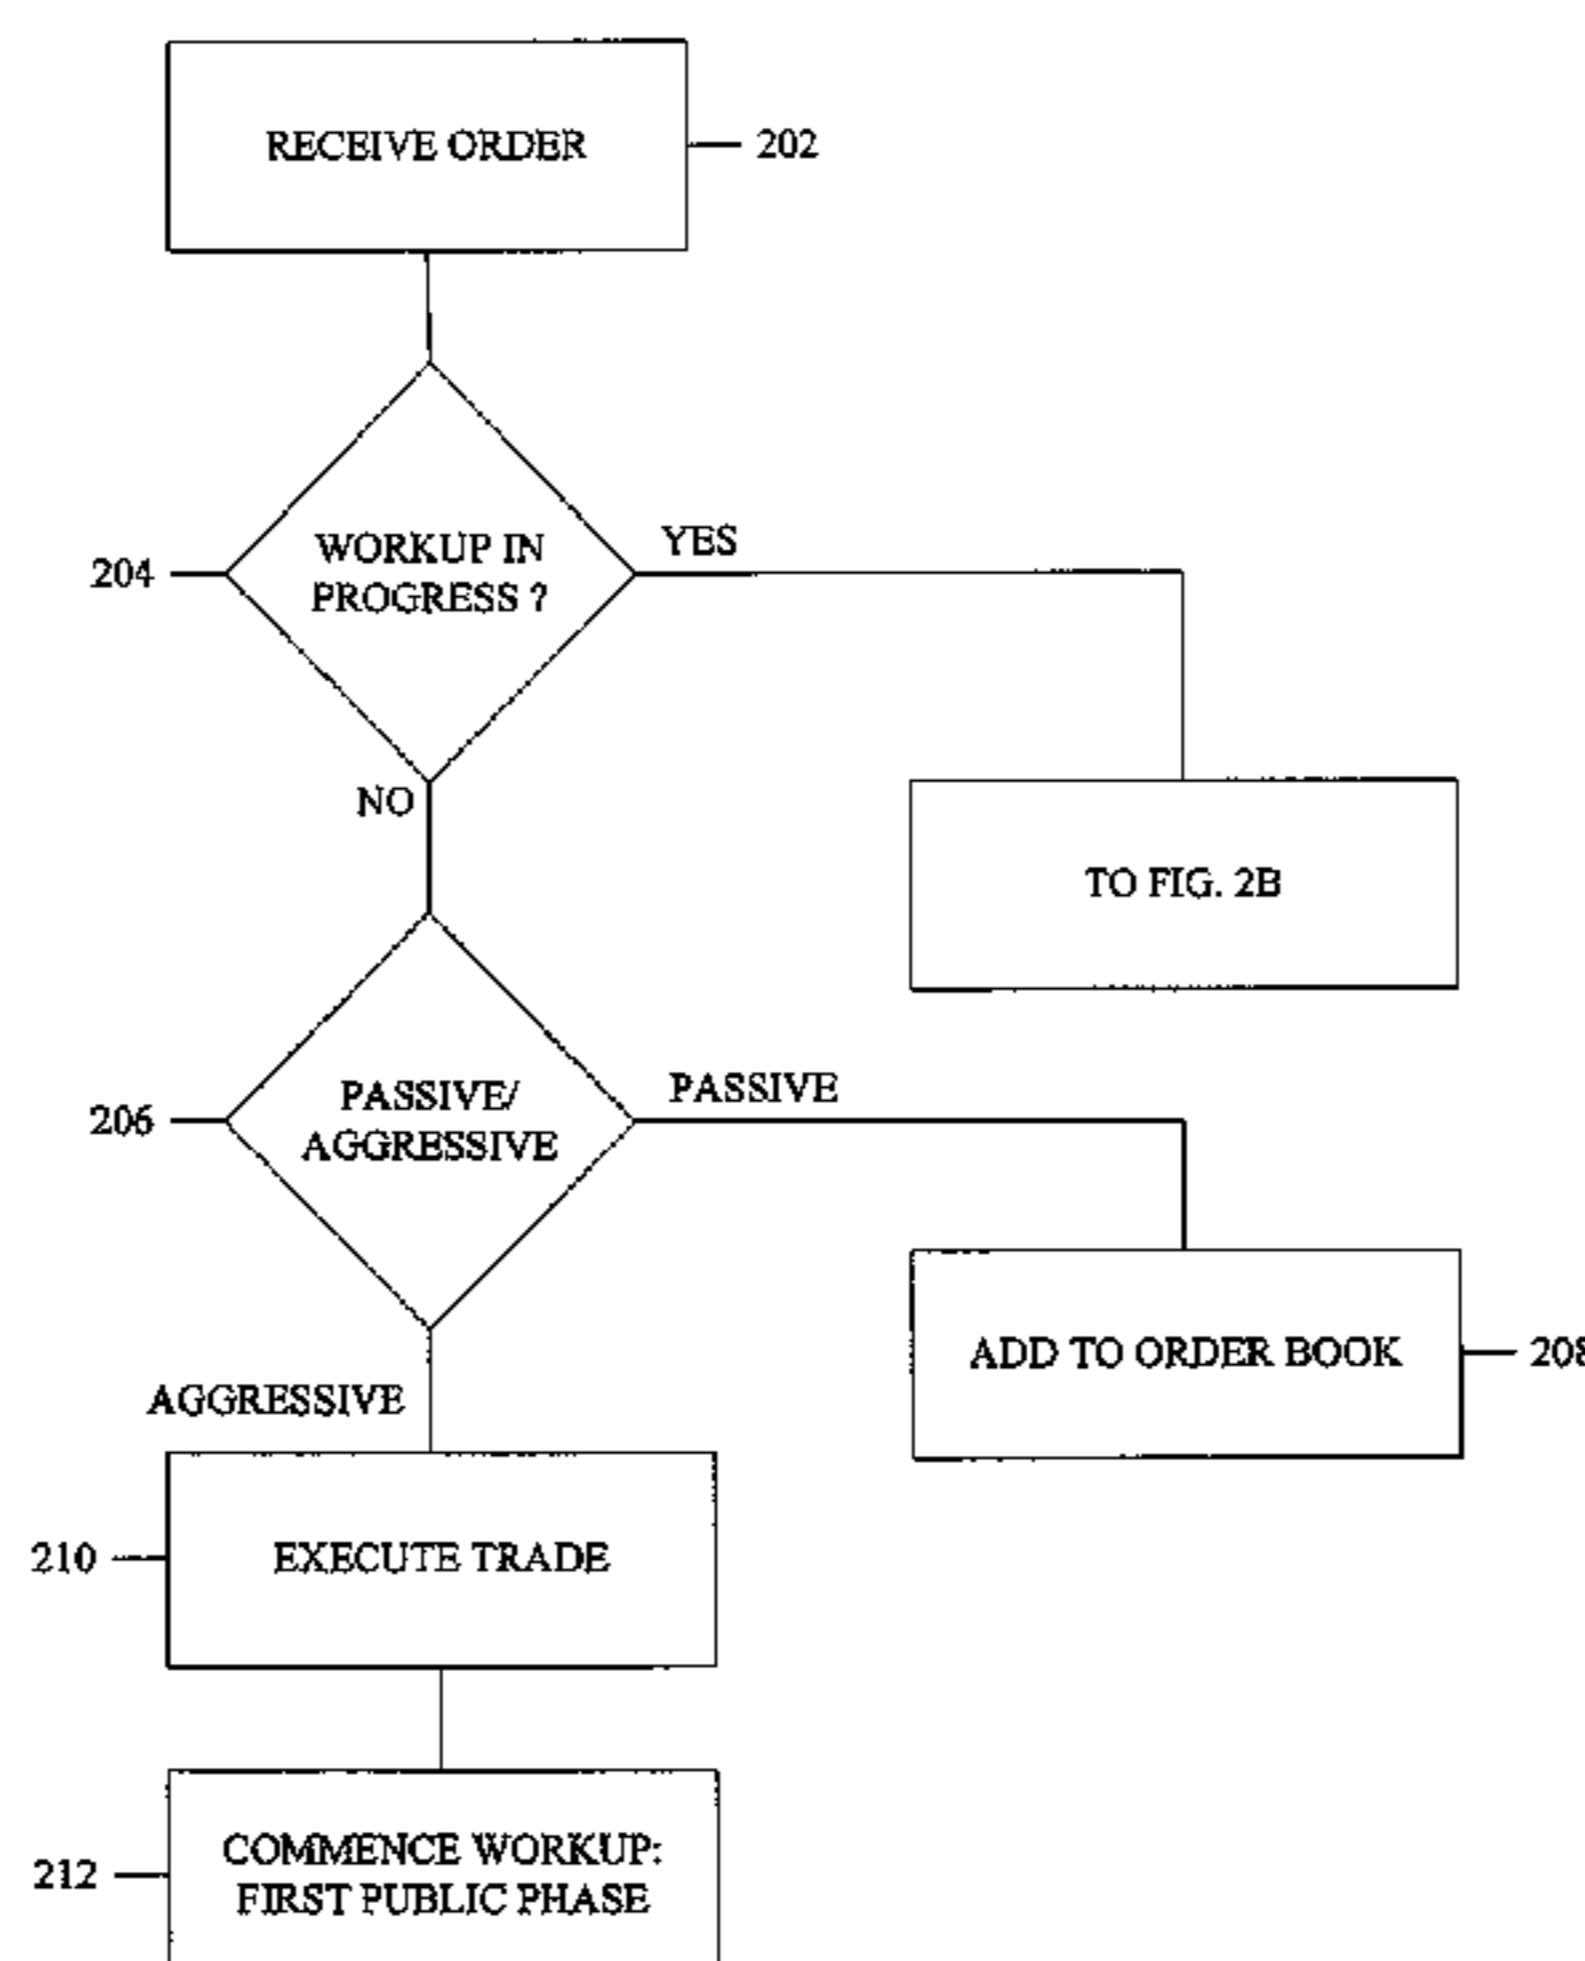 RECEIVE ORDER
202
WORKUP IN
PROGRESS ?
204
YES
NO
TO FIG. 2B
PASSIVE/
AGGRESSIVE
206
PASSIVE
ADD TO ORDER BOOK
208
AGGRESSIVE
EXECUTE TRADE
210
COMMENCE WORKUP:
FIRST PUBLIC PHASE
212